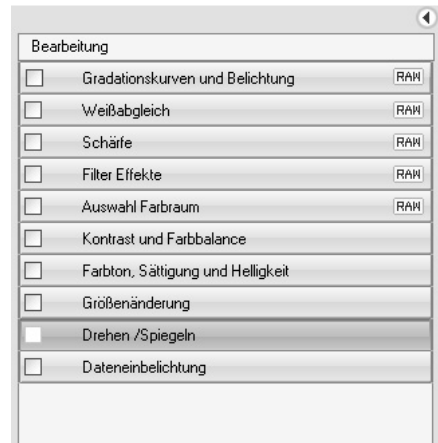 Bearbeitung
Gradationskurven und Belichtung RAW
Weißabgleich RAW
Schärfe RAW
Filter Effekte RAW
Auswahl Farbraum RAW
Kontrast und Farbbalance
Farbton, Sättigung und Helligkeit
Größenänderung
Drehen /Spiegeln
Dateneinbelichtung